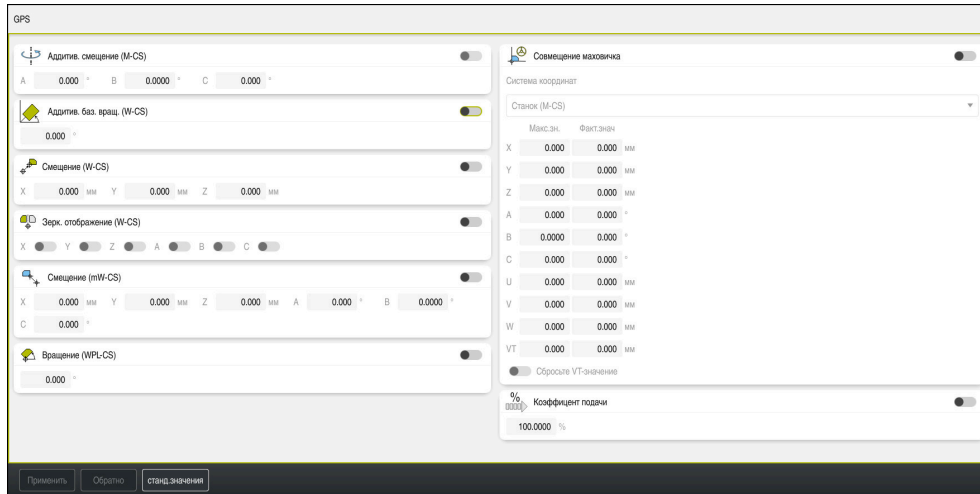 GPS
Аддитив. смещение (M-CS)
A 0.000 ° B 0.0000 ° C 0.000 °
Аддитив. баз. вращ. (W-CS)
0.000 °
Смещение (W-CS)
X 0.000 мм Y 0.000 мм Z 0.000 мм
Зерк. отображение (W-CS)
X Y Z A B C
Смещение (mW-CS)
X 0.000 мм Y 0.000 мм Z 0.000 мм A 0.000 ° B 0.0000 °
C 0.000 °
Вращение (WPL-CS)
0.000 °
Совмещение маховичка
Система координат
Станок (M-CS)
Макс.зн. Факт.знач
X 0.000 0.000 мм
Y 0.000 0.000 мм
Z 0.000 0.000 мм
A 0.000 0.000 °
B 0.0000 0.000 °
C 0.000 0.000 °
U 0.000 0.000 мм
V 0.000 0.000 мм
W 0.000 0.000 мм
VT 0.000 0.000 мм
Сбросьте VT-значение
% Коэффицент подачи
100.0000 %
Применить Обратно станд.значения